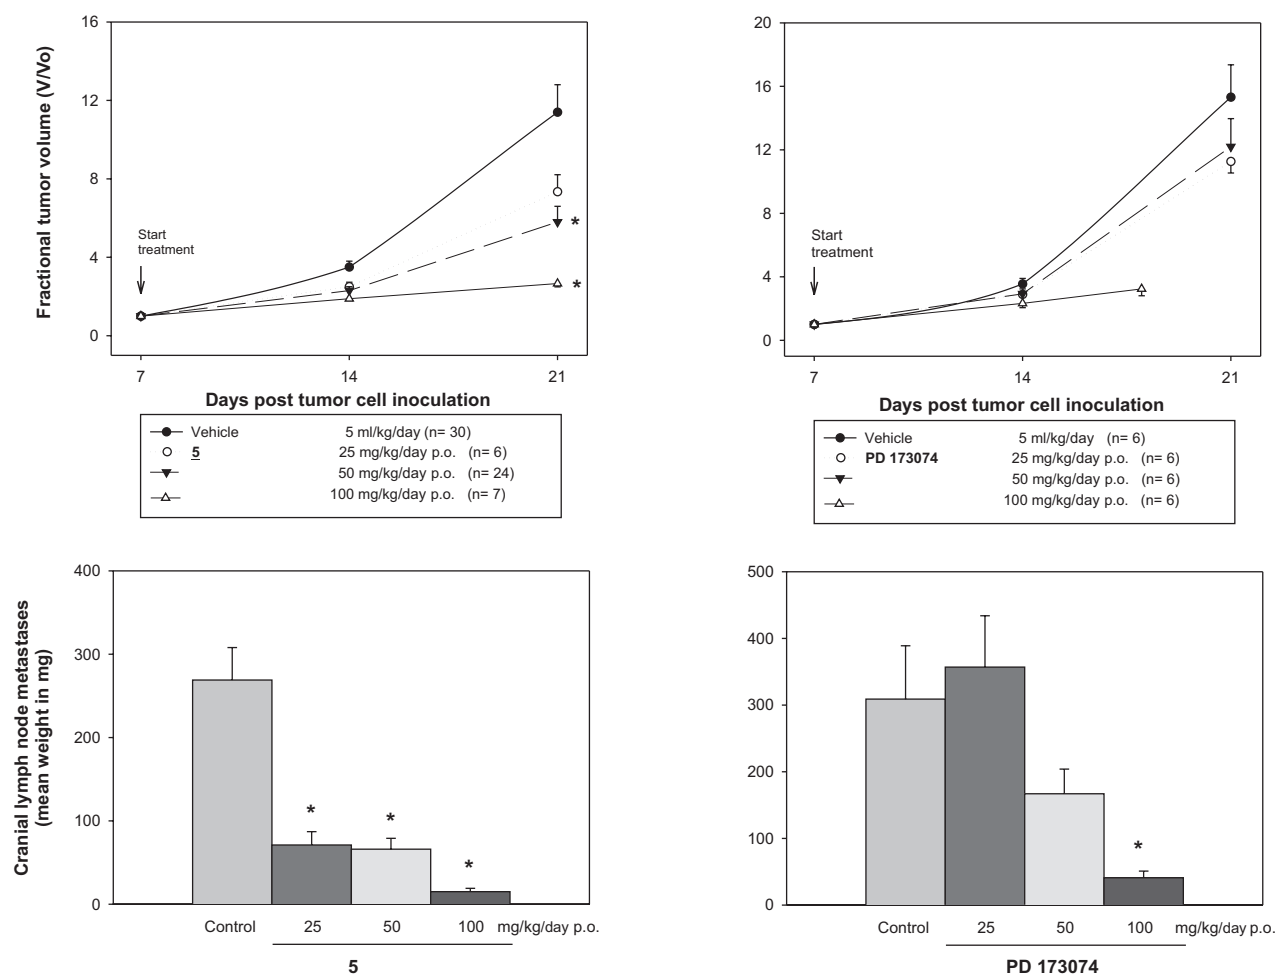 Fractional tumor volume (V/Vo)
16
12
8
4
0
Start
treatment
*
*
7 14 21
Days post tumor cell inoculation
Vehicle 5 ml/kg/day (n= 30)
5 25 mg/kg/day p.o. (n= 6)
50 mg/kg/day p.o. (n= 24)
100 mg/kg/day p.o. (n= 7)
20
16
12
8
4
0
Start
treatment
7 14 21
Days post tumor cell inoculation
Vehicle 5 ml/kg/day (n= 6)
PD 173074 25 mg/kg/day p.o. (n= 6)
50 mg/kg/day p.o. (n= 6)
100 mg/kg/day p.o. (n= 6)
Cranial lymph node metastases
(mean weight in mg)
400
300
200
100
0
* * *
Control 25 50 100 mg/kg/day p.o.
5
500
400
300
200
100
0
*
Control 25 50 100 mg/kg/day p.o.
PD 173074